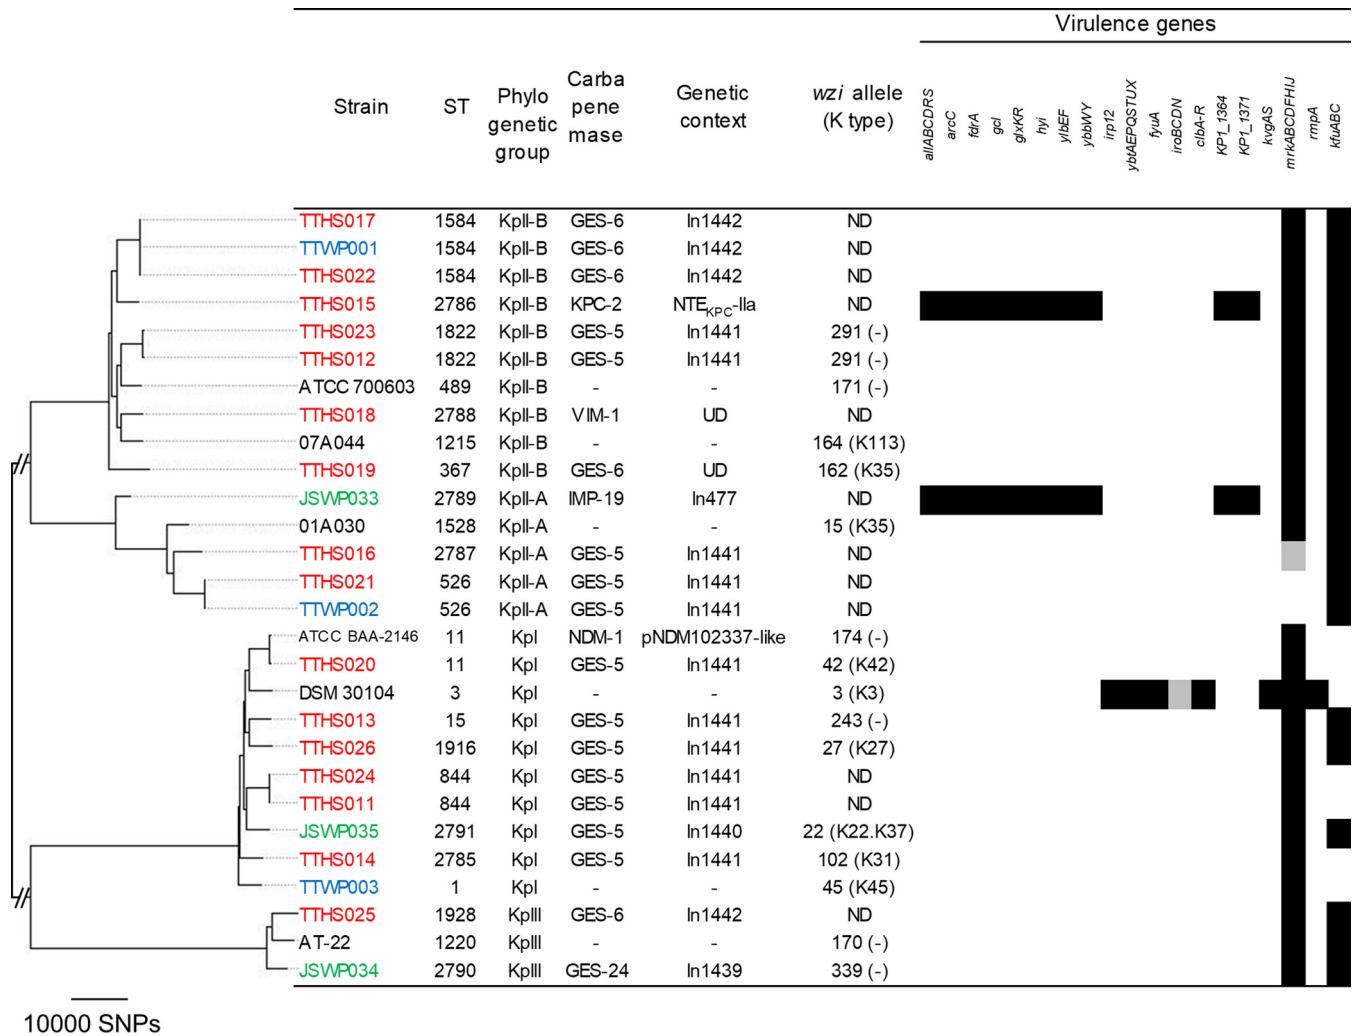 Virulence genes
Strain ST Phylo genetic group Carba pene mase Genetic context wzi allele (K type) allABCDRS arcC fdrA gcl glxKR hyi ylbEF ybbWY irp12 ybtAEPQSTUX fyuA iroBCDN clbA-R KP1_1364 KP1_1371 kvgAS mrkABCDFHIJ rmpA kfuABC
TTHS017 1584 KpII-B GES-6 In1442 ND
TTWP001 1584 KpII-B GES-6 In1442 ND
TTHS022 1584 KpII-B GES-6 In1442 ND
TTHS015 2786 KpII-B KPC-2 NTEKPC-IIa ND
TTHS023 1822 KpII-B GES-5 In1441 291 (-)
TTHS012 1822 KpII-B GES-5 In1441 291 (-)
ATCC 700603 489 KpII-B - - 171 (-)
TTHS018 2788 KpII-B VIM-1 UD ND
07A044 1215 KpII-B - - 164 (K113)
TTHS019 367 KpII-B GES-6 UD 162 (K35)
JSWP033 2789 KpII-A IMP-19 In477 ND
01A030 1528 KpII-A - - 15 (K35)
TTHS016 2787 KpII-A GES-5 In1441 ND
TTHS021 526 KpII-A GES-5 In1441 ND
TTWP002 526 KpII-A GES-5 In1441 ND
ATCC BAA-2146 11 KpI NDM-1 pNDM102337-like 174 (-)
TTHS020 11 KpI GES-5 In1441 42 (K42)
DSM 30104 3 KpI - - 3 (K3)
TTHS013 15 KpI GES-5 In1441 243 (-)
TTHS026 1916 KpI GES-5 In1441 27 (K27)
TTHS024 844 KpI GES-5 In1441 ND
TTHS011 844 KpI GES-5 In1441 ND
JSWP035 2791 KpI GES-5 In1440 22 (K22.K37)
TTHS014 2785 KpI GES-5 In1441 102 (K31)
TTWP003 1 KpI - - 45 (K45)
TTHS025 1928 KpIII GES-6 In1442 ND
AT-22 1220 KpIII - - 170 (-)
JSWP034 2790 KpIII GES-24 In1439 339 (-)
10000 SNPs